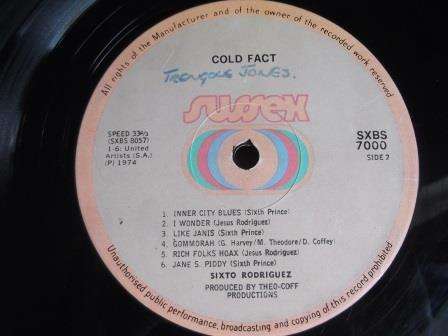 All rights of the Manufacturer and of the owner of the recorded work reserved
COLD FACT
JONES.
sussex
SPEED 33⅓
(SXBS 8057)
1-6: United
Artists (S.A.)
(P) 1974
SXBS
7000
SIDE 2
1. INNER CITY BLUES (Sixth Prince)
2. I WONDER (Jesus Rodriguez)
3. LIKE JANIS (Sixth Prince)
4. GOMMORAH (G. Harvey/M. Theodore/D. Coffey)
5. RICH FOLKS HOAX (Jesus Rodriguez)
6. JANE S. PIDDY (Sixth Prince)
SIXTO RODRIGUEZ
PRODUCED BY THEO-COFF
PRODUCTIONS
Unauthorised public performance, broadcasting and copying of this record prohibited